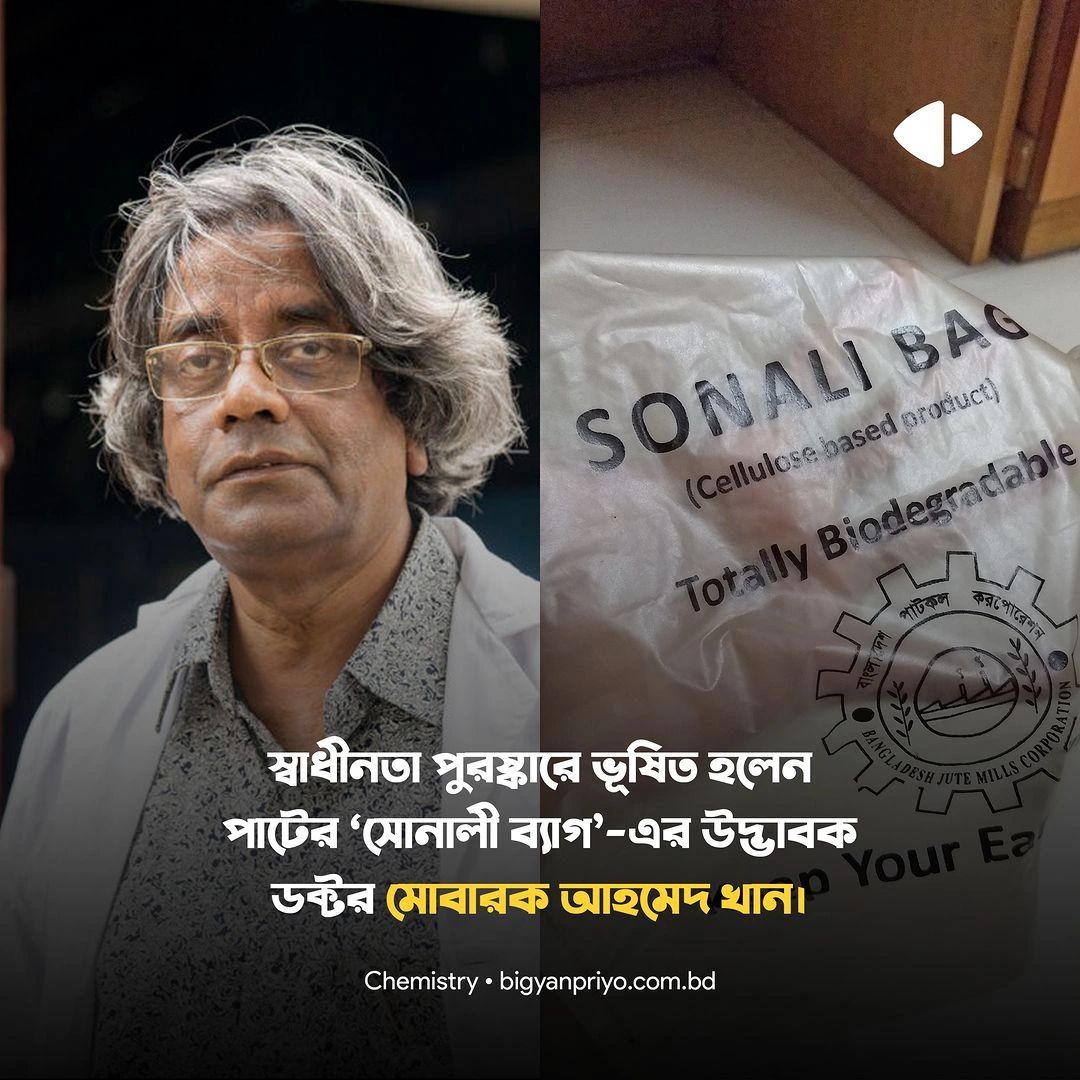 SONALI BAG
(Cellulose based product)
Totally Biodegradable
বাংলাদেশ পাটকল করপোরেশন
BANGLADESH JUTE MILLS CORPORATION
Your
স্বাধীনতা পুরস্কারে ভূষিত হলেন
পাটের ‘সোনালী ব্যাগ’-এর উদ্ভাবক
ডক্টর মোবারক আহমেদ খান।
Chemistry • bigyanpriyo.com.bd